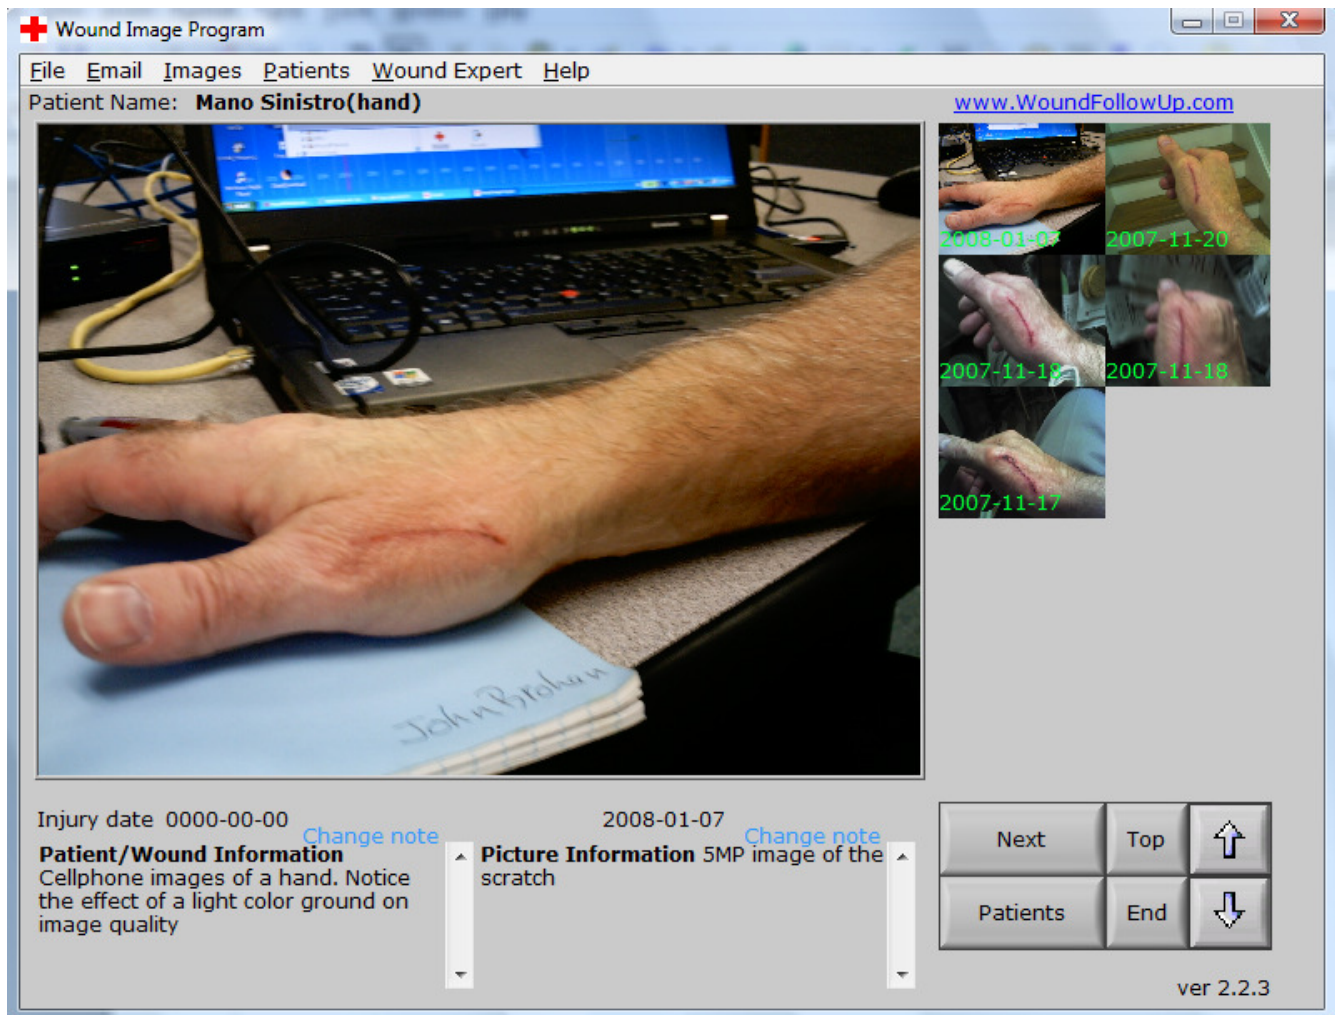 Wound Image Program
File Email Images Patients Wound Expert Help
Patient Name: Mano Sinistro(hand)
www.WoundFollowUp.com
John Brohan
2008-01-07 2007-11-20
2007-11-18 2007-11-18
2007-11-17
Injury date 0000-00-00
Change note
Patient/Wound Information
Cellphone images of a hand. Notice
the effect of a light color ground on
image quality
2008-01-07
Change note
Picture Information 5MP image of the
scratch
Next Top
Patients End
ver 2.2.3